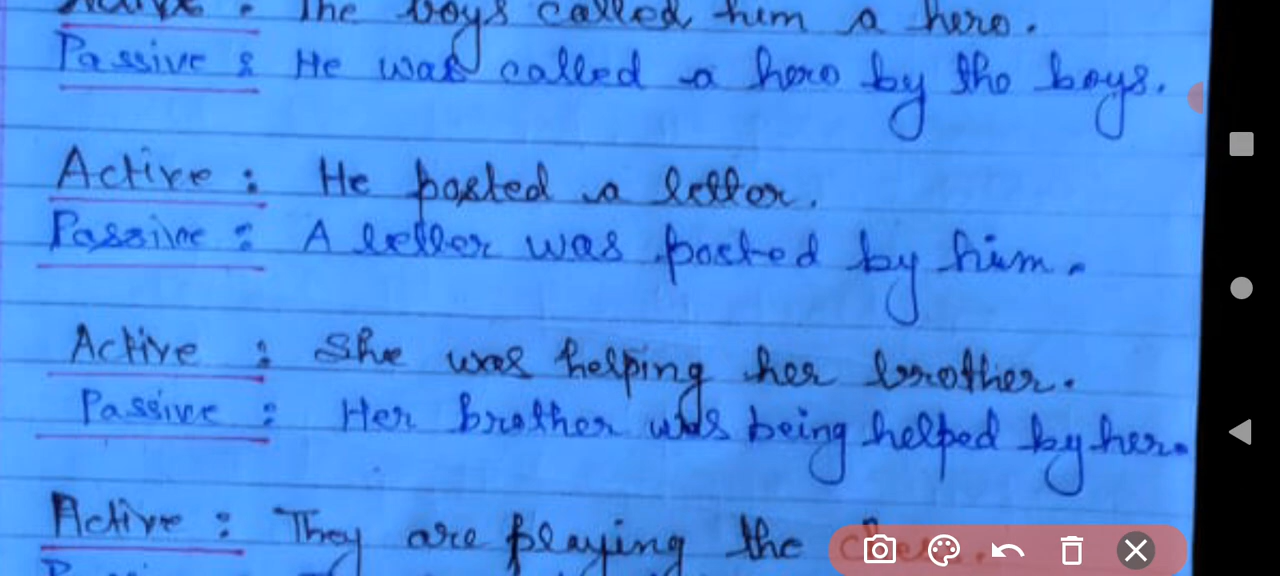 Active : The boys called him a hero.
Passive : He was called a hero by the boys.
Active : He posted a letter.
Passive : A letter was posted by him.
Active : She was helping her brother.
Passive : Her brother was being helped by her.
Active : They are playing the